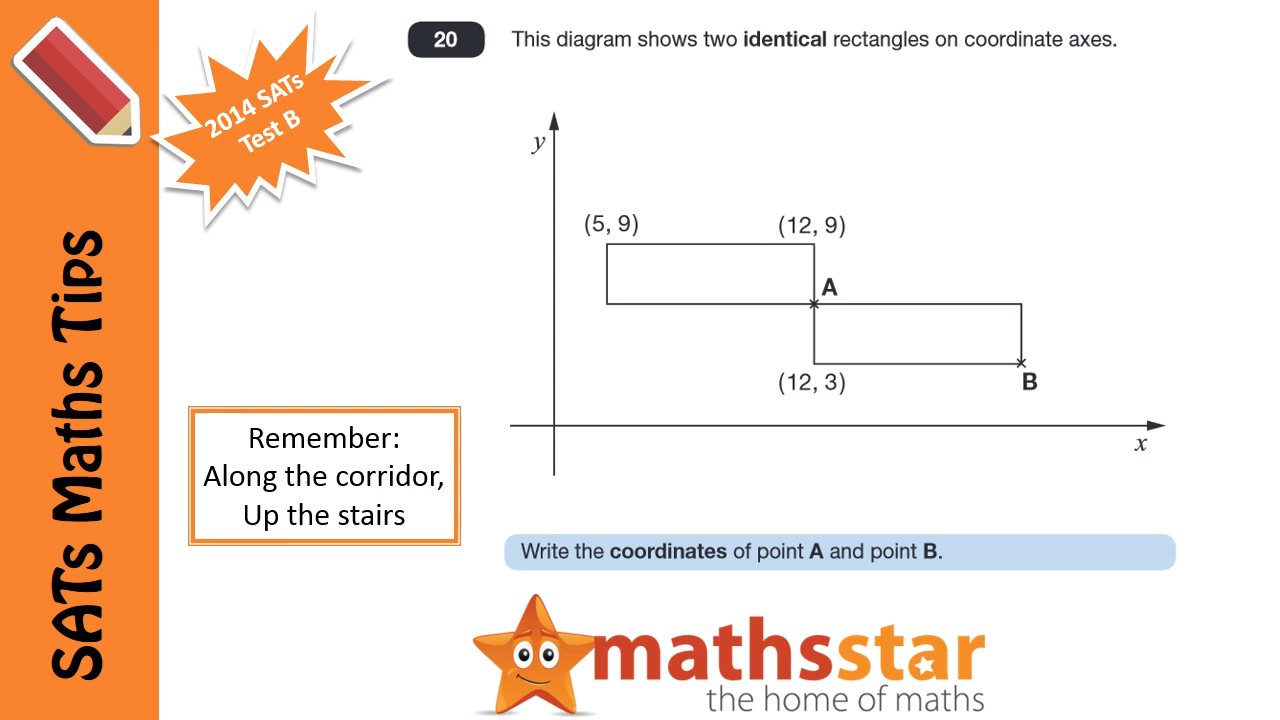 SATs Maths Tips
2014 SATs
Test B
20
This diagram shows two identical rectangles on coordinate axes.
y
(5, 9)
(12, 9)
A
(12, 3)
B
x
Remember:
Along the corridor,
Up the stairs
Write the coordinates of point A and point B.
mathsstar
the home of maths